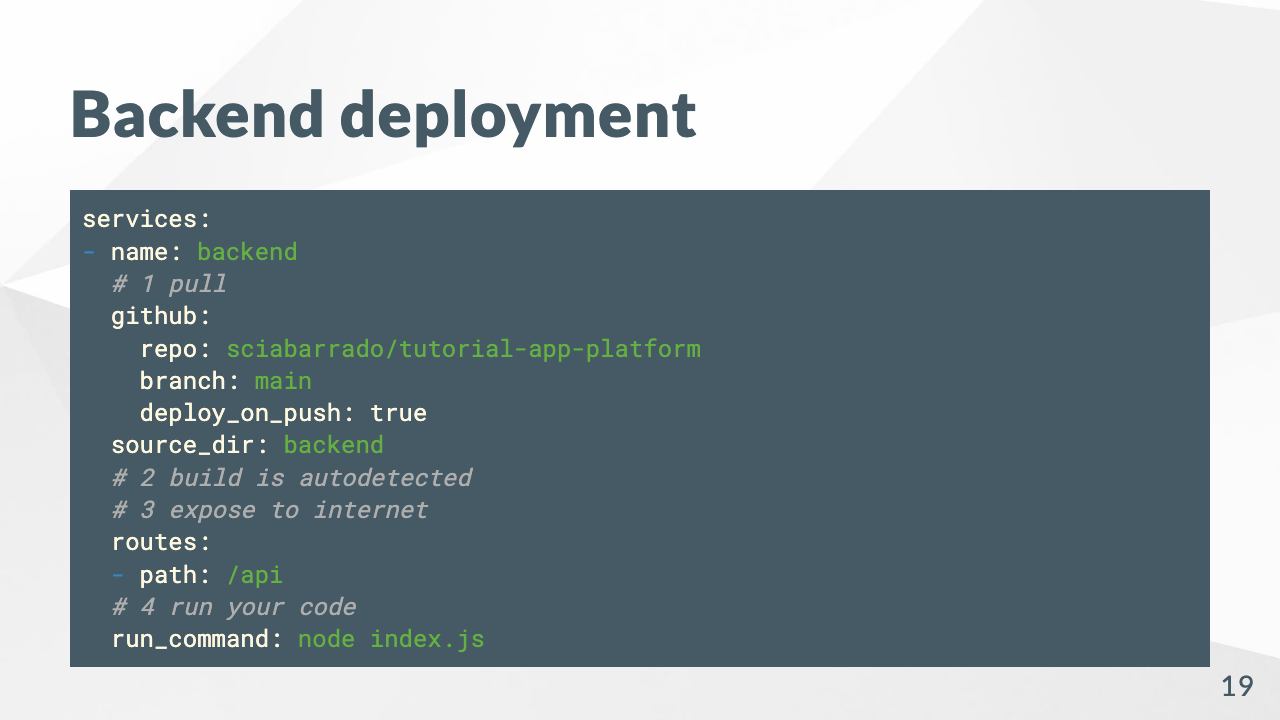 Backend deployment
services:
- name: backend
  # 1 pull
  github:
    repo: sciabarrado/tutorial-app-platform
    branch: main
    deploy_on_push: true
  source_dir: backend
  # 2 build is autodetected
  # 3 expose to internet
  routes:
  - path: /api
  # 4 run your code
  run_command: node index.js
19